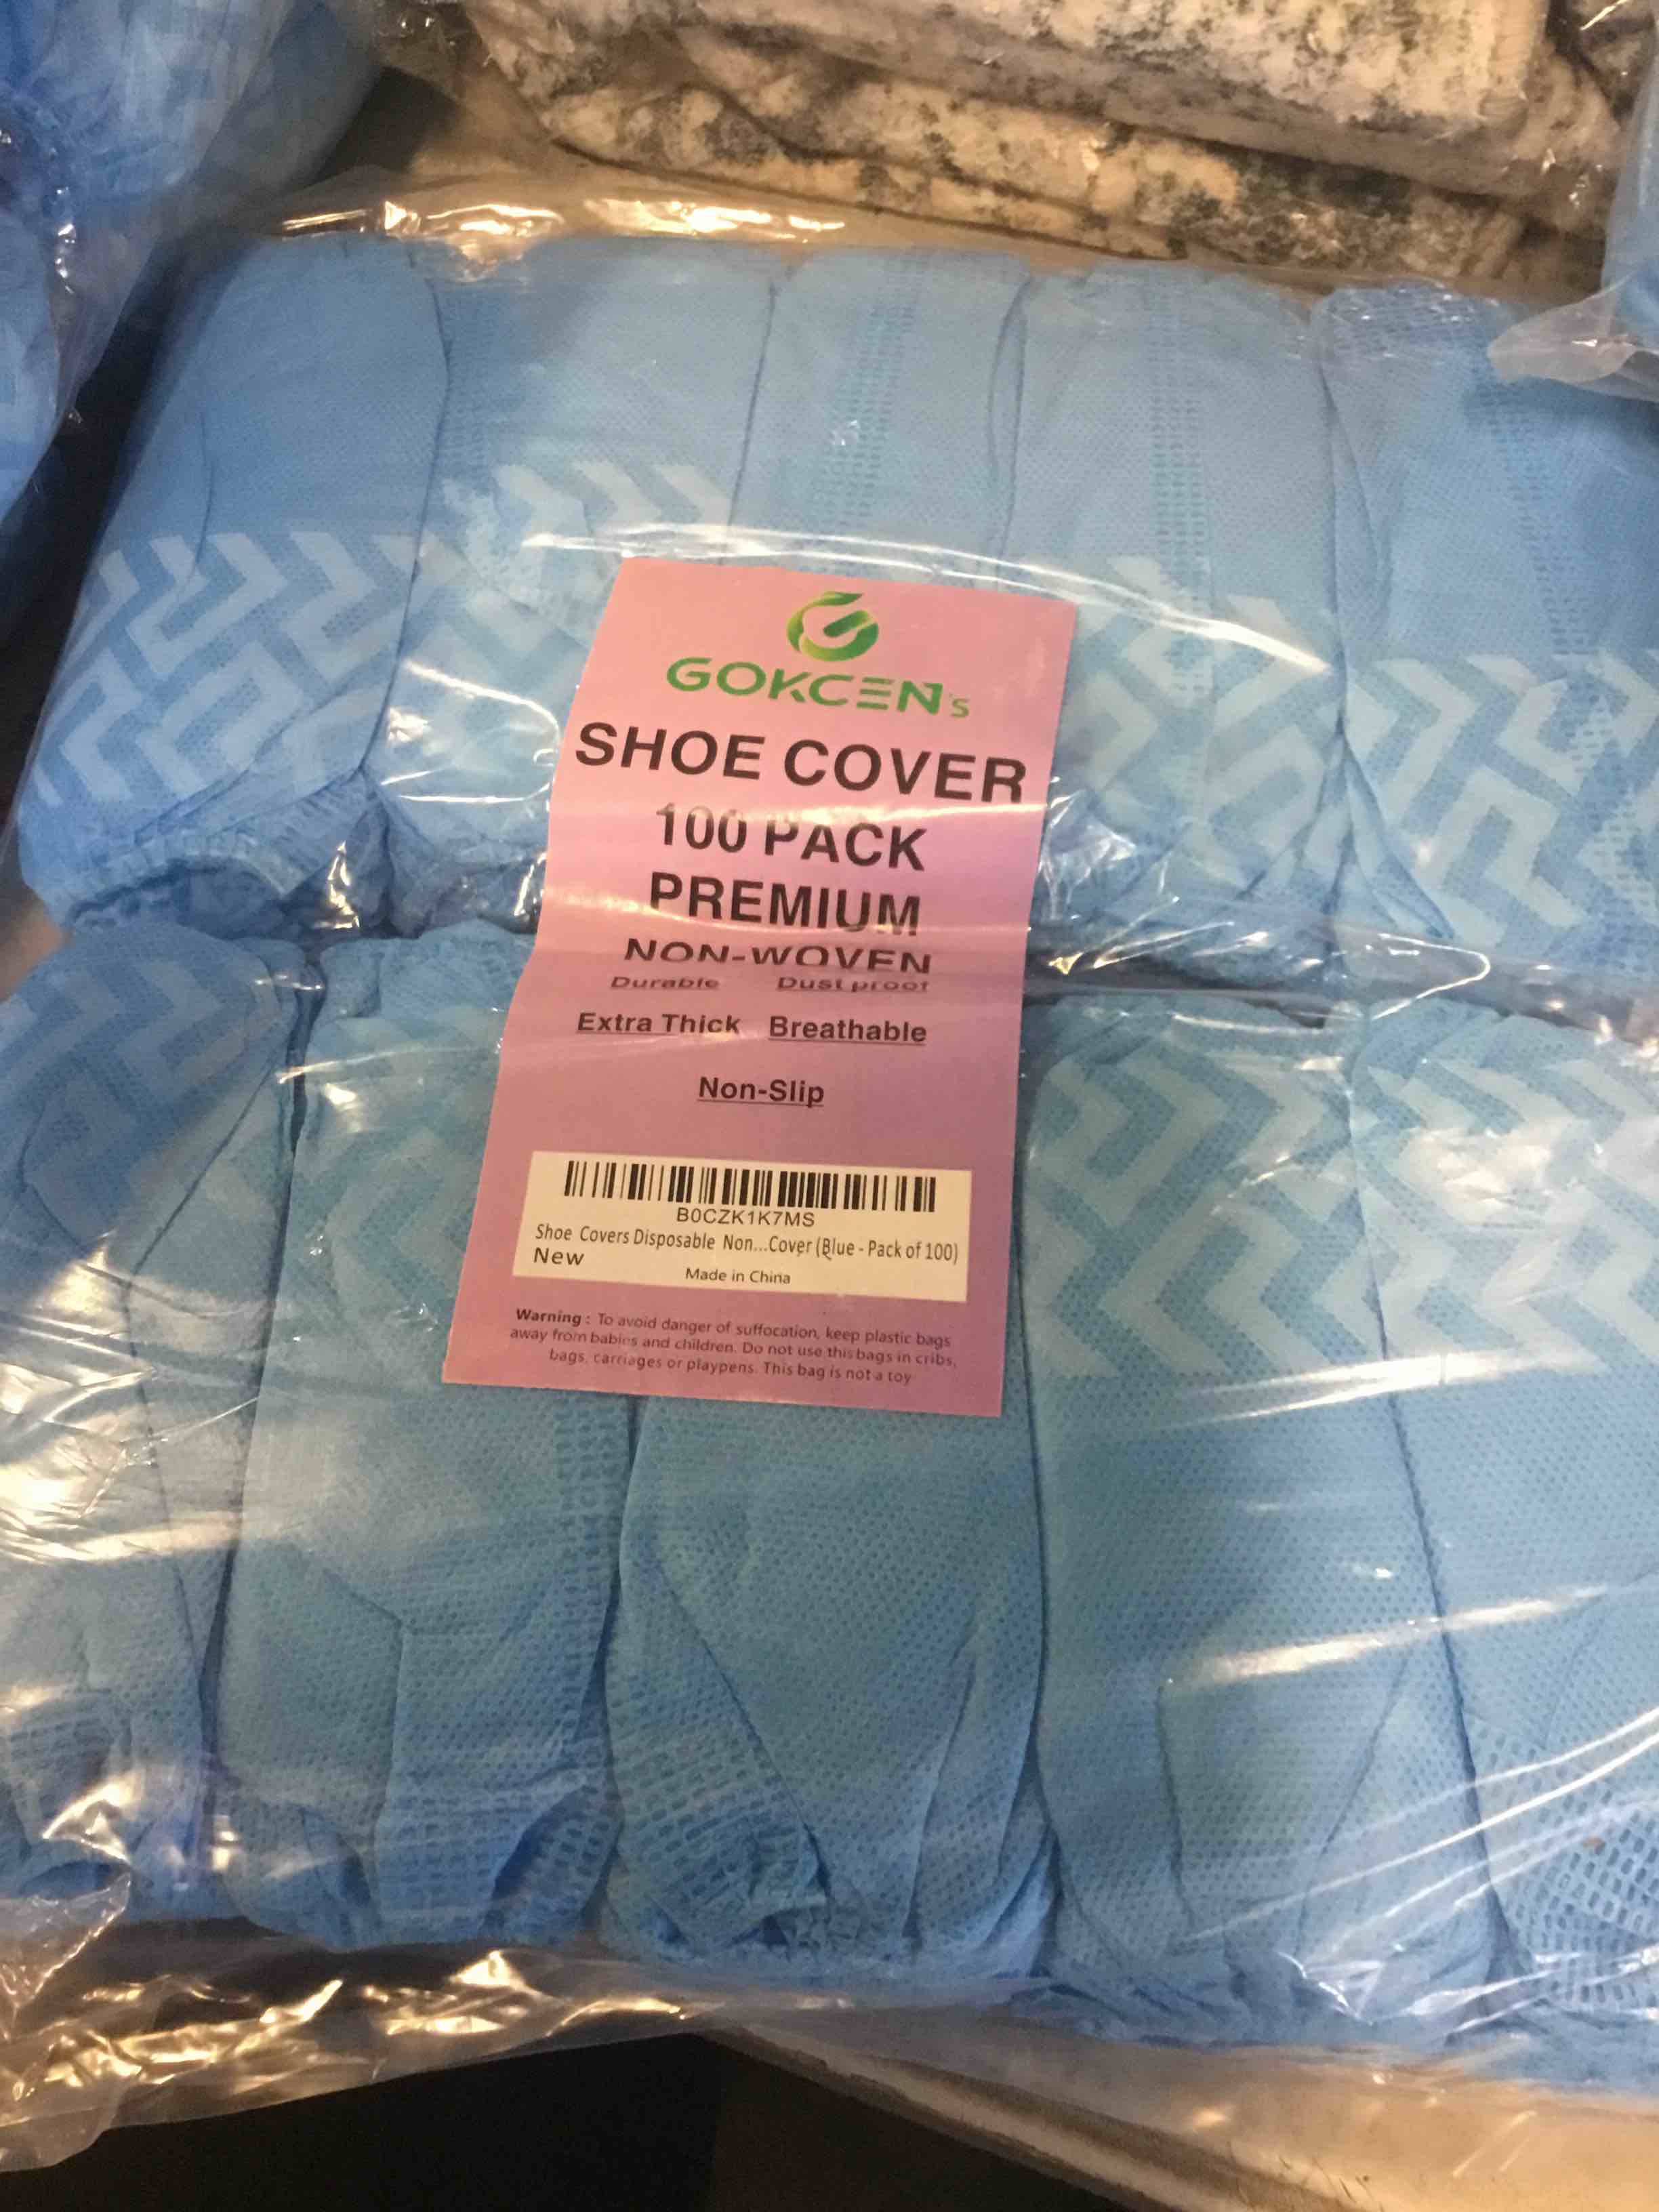 GOKCEN's
SHOE COVER
100 PACK
PREMIUM
NON-WOVEN
Durable Dust proof
Extra Thick Breathable
Non-Slip
B0CZK1K7MS
Shoe Covers Disposable Non...Cover (Blue - Pack of 100)
New
Made in China
Warning : To avoid danger of suffocation, keep plastic bags
away from babies and children. Do not use this bags in cribs,
bags, carriages or playpens. This bag is not a toy